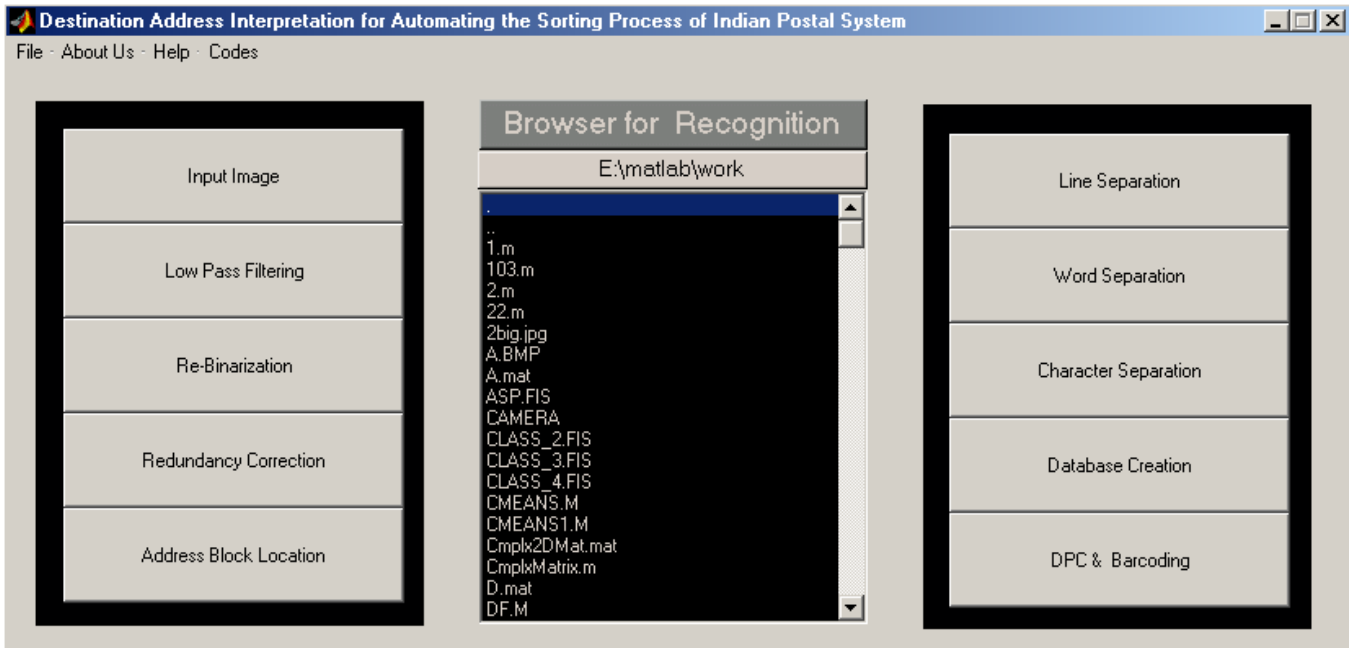 Destination Address Interpretation for Automating the Sorting Process of Indian Postal System
File About Us Help Codes
Input Image
Low Pass Filtering
Re-Binarization
Redundancy Correction
Address Block Location
Browser for Recognition
E:\matlab\work
.
..
1.m
103.m
2.m
22.m
2big.jpg
A.BMP
A.mat
ASP.FIS
CAMERA
CLASS_2.FIS
CLASS_3.FIS
CLASS_4.FIS
CMEANS.M
CMEANS1.M
Cmplx2DMat.mat
CmplxMatrix.m
D.mat
DF.M
Line Separation
Word Separation
Character Separation
Database Creation
DPC & Barcoding